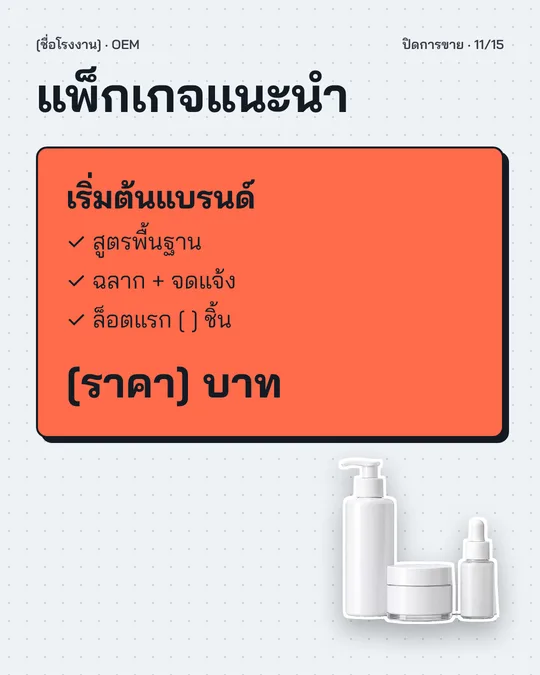 (ชื่อโรงงาน) · OEM
ปิดการขาย · 11/15
แพ็กเกจแนะนำ
เริ่มต้นแบรนด์
✓ สูตรพื้นฐาน
✓ ฉลาก + จดแจ้ง
✓ ล็อตแรก ( ) ชิ้น
(ราคา) บาท